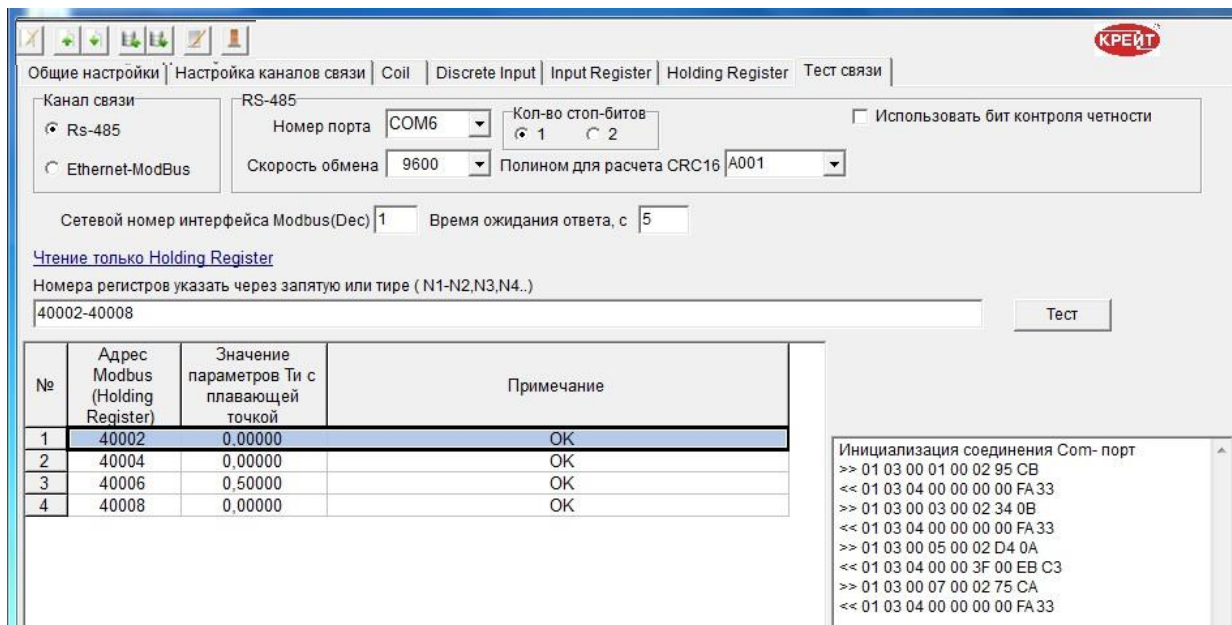 КРЕЙТ
Общие настройки Настройка каналов связи Coil Discrete Input Input Register Holding Register Тест связи
Канал связи
Rs-485
Ethernet-ModBus
RS-485
Номер порта COM6
Кол-во стоп-битов
1 2
Использовать бит контроля четности
Скорость обмена 9600 Полином для расчета CRC16 A001
Сетевой номер интерфейса Modbus(Dec) 1 Время ожидания ответа, с 5
Чтение только Holding Register
Номера регистров указать через запятую или тире ( N1-N2,N3,N4..)
40002-40008 Тест
№ Адрес Modbus (Holding Register) Значение параметров Ти с плавающей точкой Примечание
1 40002 0,00000 OK
2 40004 0,00000 OK
3 40006 0,50000 OK
4 40008 0,00000 OK
Инициализация соединения Com- порт
>> 01 03 00 01 00 02 95 CB
<< 01 03 04 00 00 00 00 FA 33
>> 01 03 00 03 00 02 34 0B
<< 01 03 04 00 00 00 00 FA 33
>> 01 03 00 05 00 02 D4 0A
<< 01 03 04 00 00 3F 00 EB C3
>> 01 03 00 07 00 02 75 CA
<< 01 03 04 00 00 00 00 FA 33